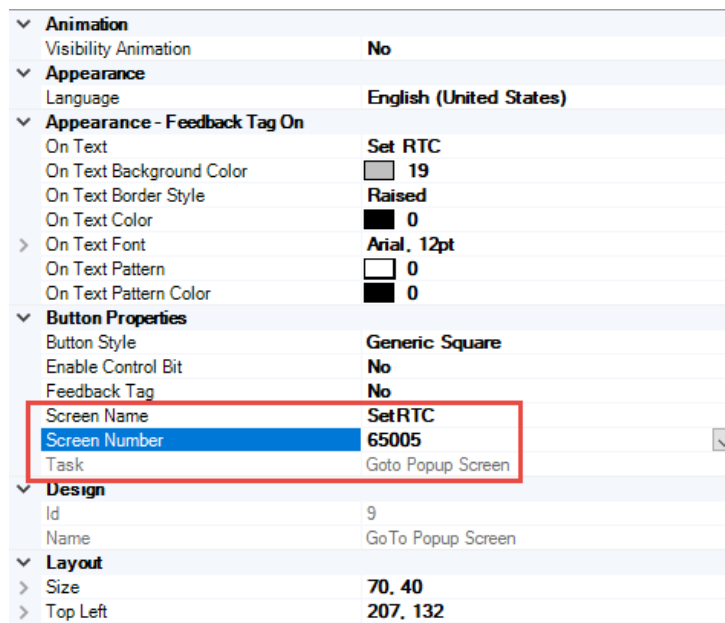 Animation
Visibility Animation No
Appearance
Language English (United States)
Appearance - Feedback Tag On
On Text Set RTC
On Text Background Color 19
On Text Border Style Raised
On Text Color 0
On Text Font Arial, 12pt
On Text Pattern 0
On Text Pattern Color 0
Button Properties
Button Style Generic Square
Enable Control Bit No
Feedback Tag No
Screen Name SetRTC
Screen Number 65005
Task Goto Popup Screen
Design
Id 9
Name GoTo Popup Screen
Layout
Size 70, 40
Top Left 207, 132